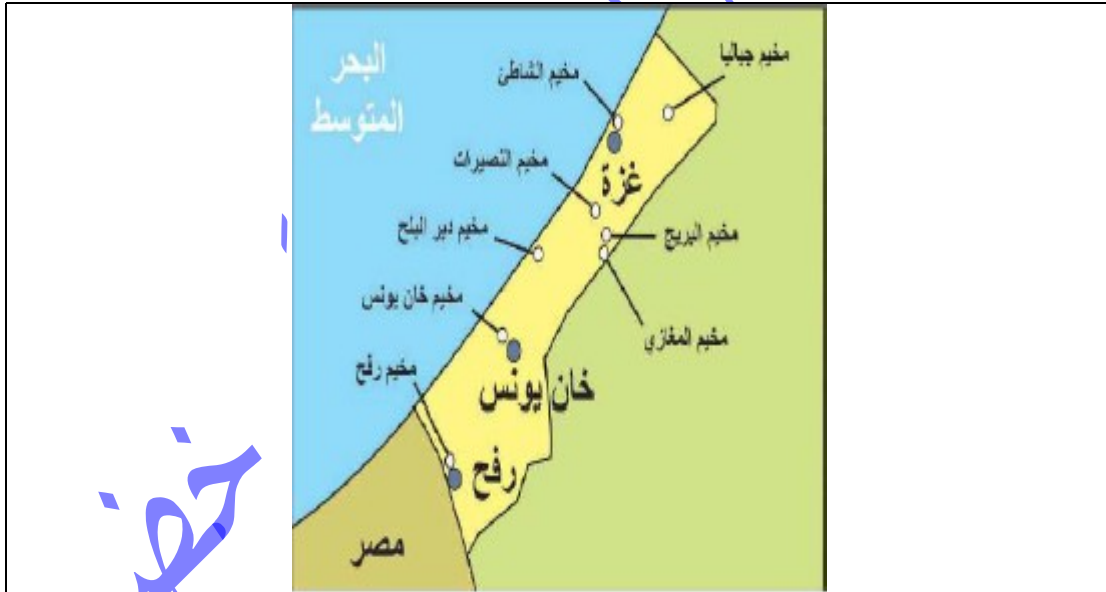 البحر
المتوسط
مخيم جباليا
مخيم الشاطئ
غزة
مخيم النصيرات
مخيم البريج
مخيم دير البلح
مخيم المغازي
مخيم خان يونس
خان يونس
مخيم رفح
رفح
مصر